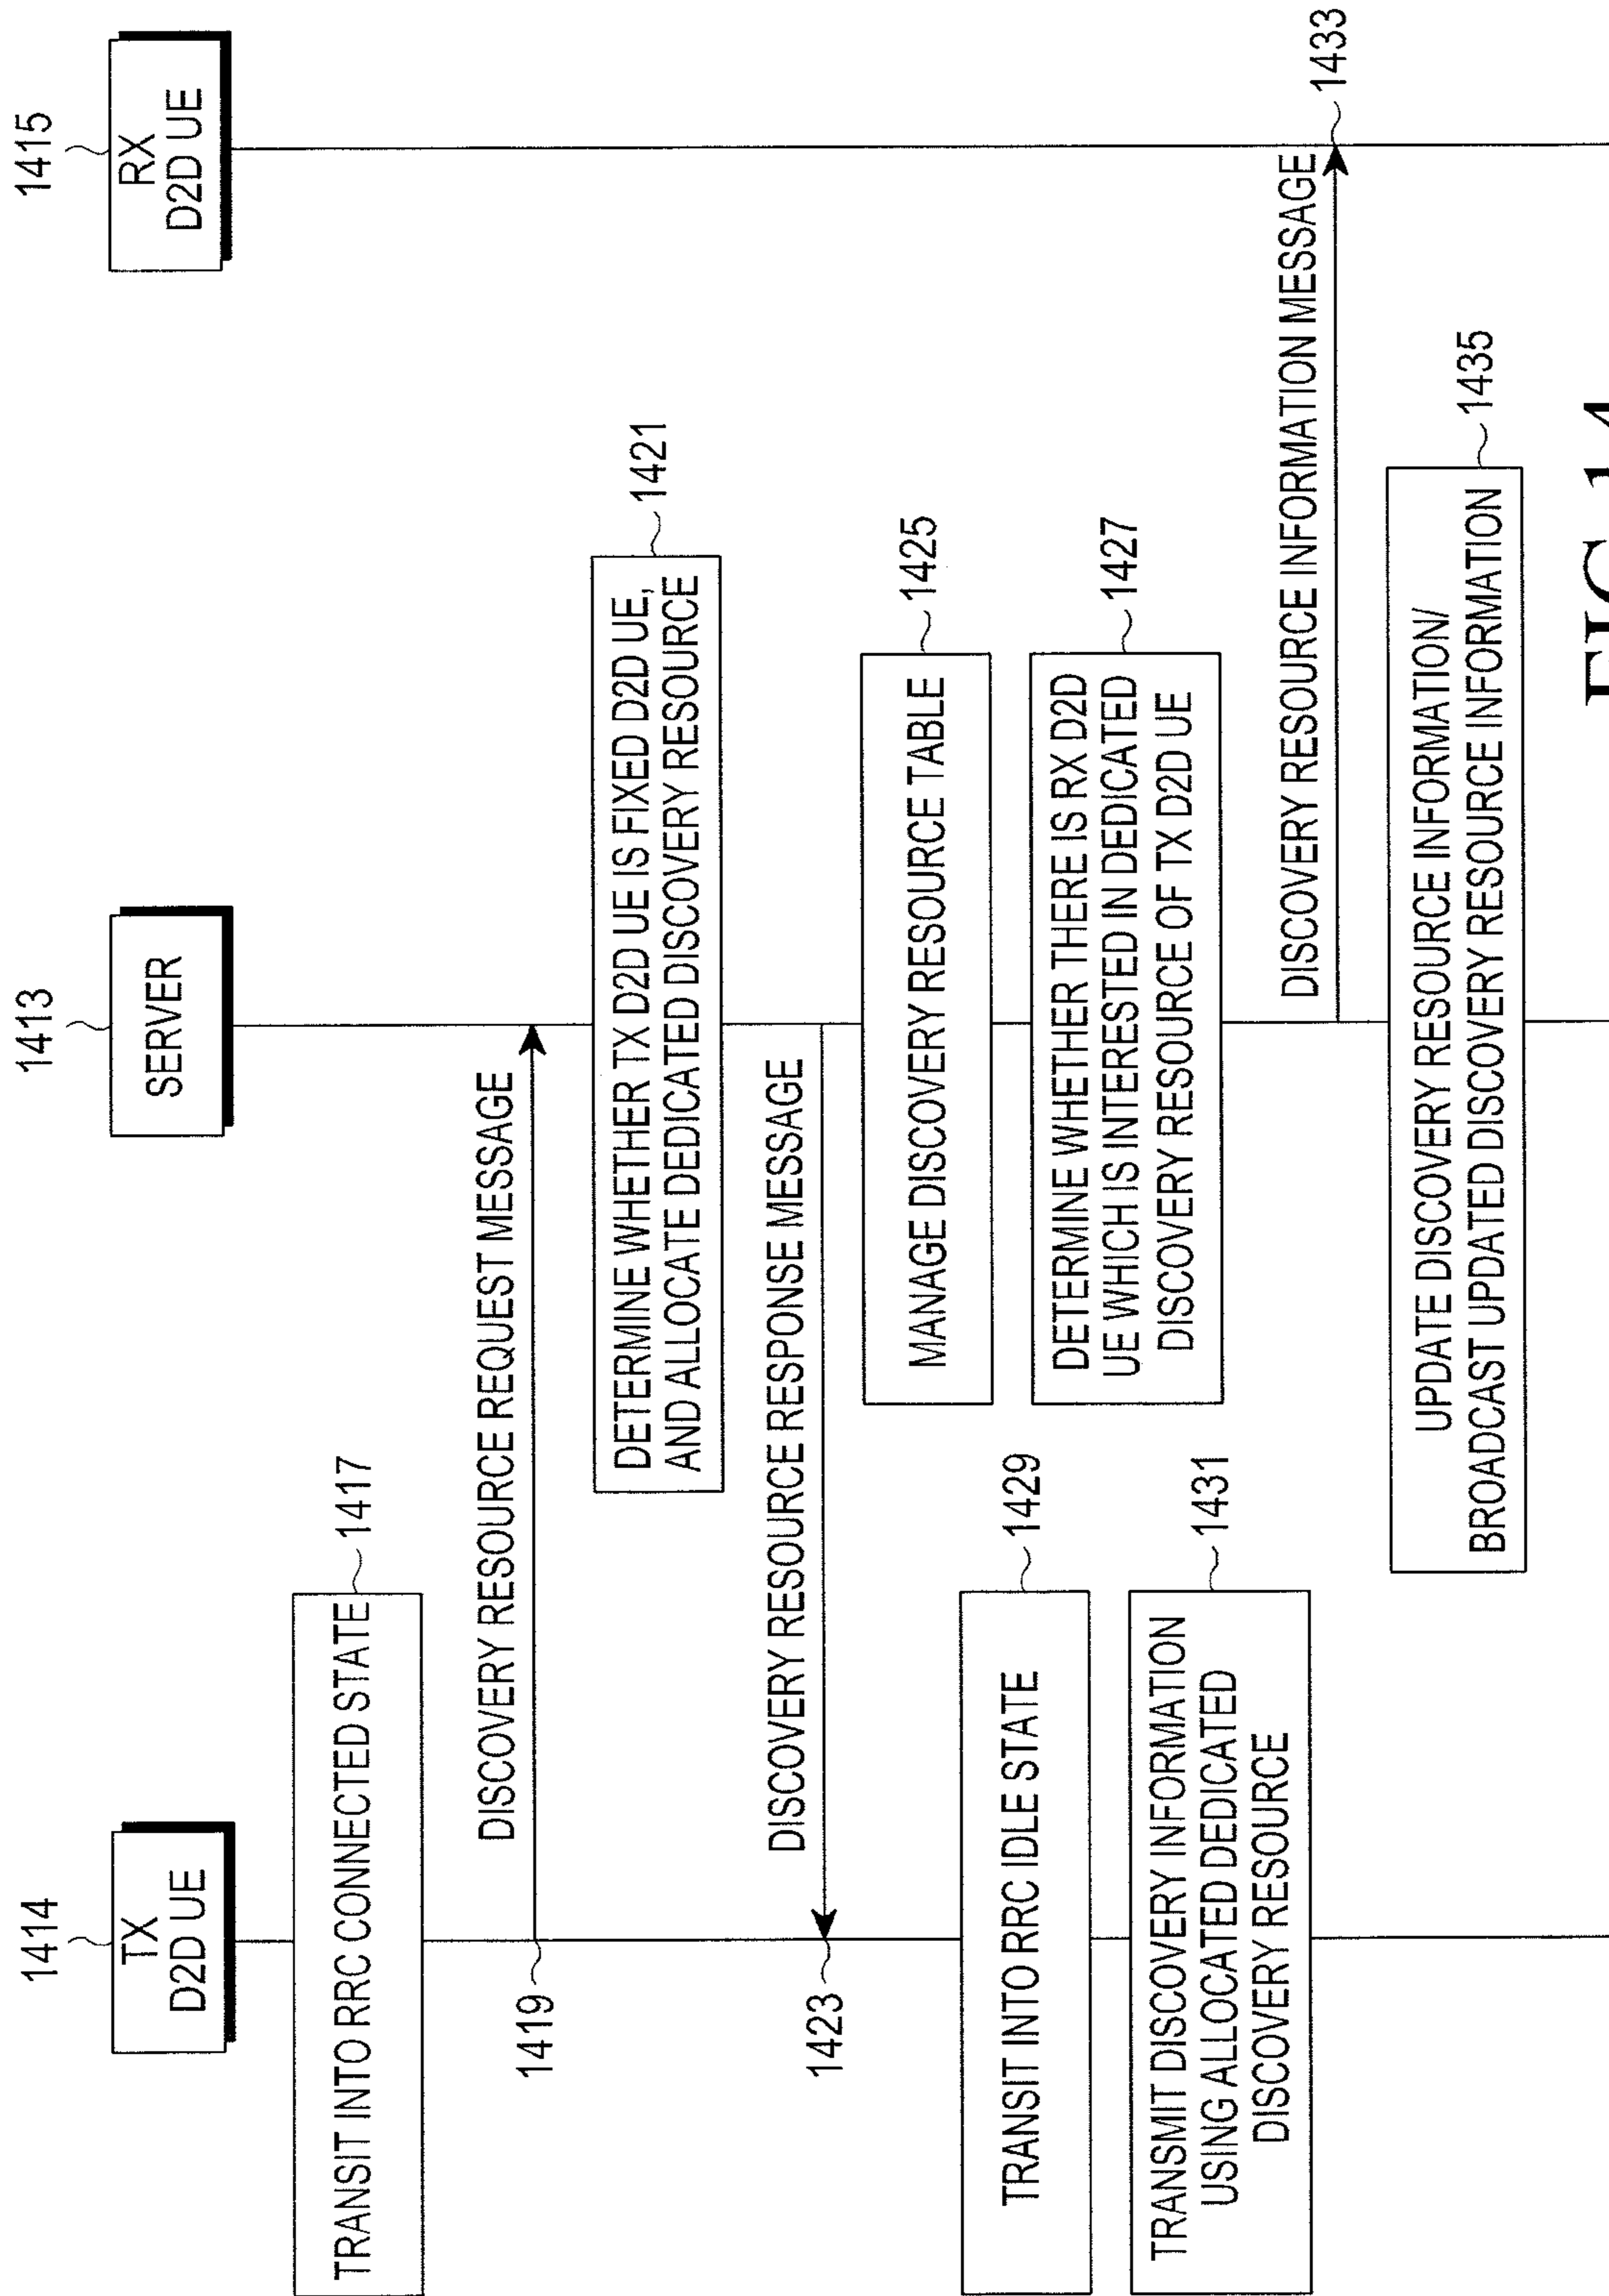 1414
TX
D2D UE
1413
SERVER
1415
RX
D2D UE
TRANSIT INTO RRC CONNECTED STATE
1417
DISCOVERY RESOURCE REQUEST MESSAGE
1419
DETERMINE WHETHER TX D2D UE IS FIXED D2D UE,
AND ALLOCATE DEDICATED DISCOVERY RESOURCE
1421
DISCOVERY RESOURCE RESPONSE MESSAGE
1423
MANAGE DISCOVERY RESOURCE TABLE
1425
TRANSIT INTO RRC IDLE STATE
1429
DETERMINE WHETHER THERE IS RX D2D
UE WHICH IS INTERESTED IN DEDICATED
DISCOVERY RESOURCE OF TX D2D UE
1427
TRANSMIT DISCOVERY INFORMATION
USING ALLOCATED DEDICATED
DISCOVERY RESOURCE
1431
DISCOVERY RESOURCE INFORMATION MESSAGE
1433
UPDATE DISCOVERY RESOURCE INFORMATION/
BROADCAST UPDATED DISCOVERY RESOURCE INFORMATION
1435
FIG. 14